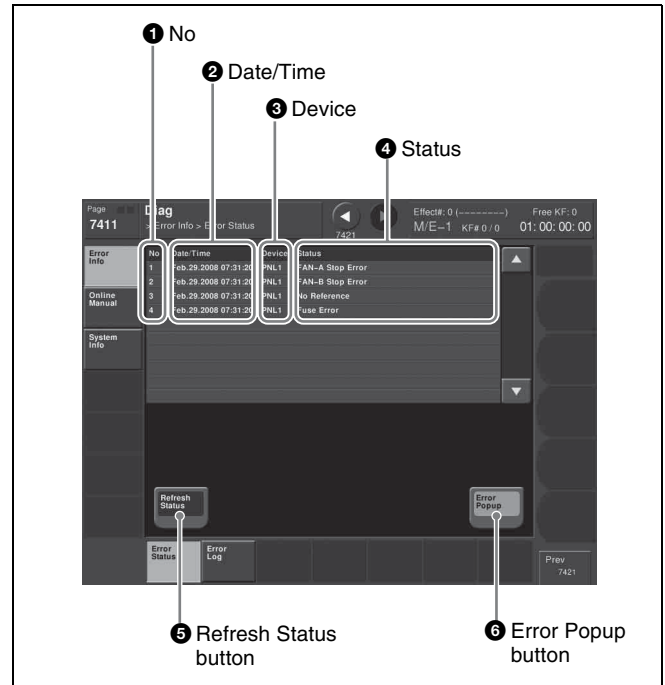 1 No
2 Date/Time
3 Device
4 Status
Page
7411
Diag
> Error Info > Error Status
7421
Effect#: 0 (--------)
Free KF: 0
M/E–1 KF# 0 / 0
01: 00: 00: 00
Error
Info
Online
Manual
System
Info
No Date/Time Device Status
1 Feb.29.2008 07:31:20 PNL1 FAN–A Stop Error
2 Feb.29.2008 07:31:20 PNL1 FAN–B Stop Error
3 Feb.29.2008 07:31:20 PNL1 No Reference
4 Feb.29.2008 07:31:20 PNL1 Fuse Error
Refresh
Status
Error
Popup
Error
Status
Error
Log
Prev
7421
5 Refresh Status
button
6 Error Popup
button